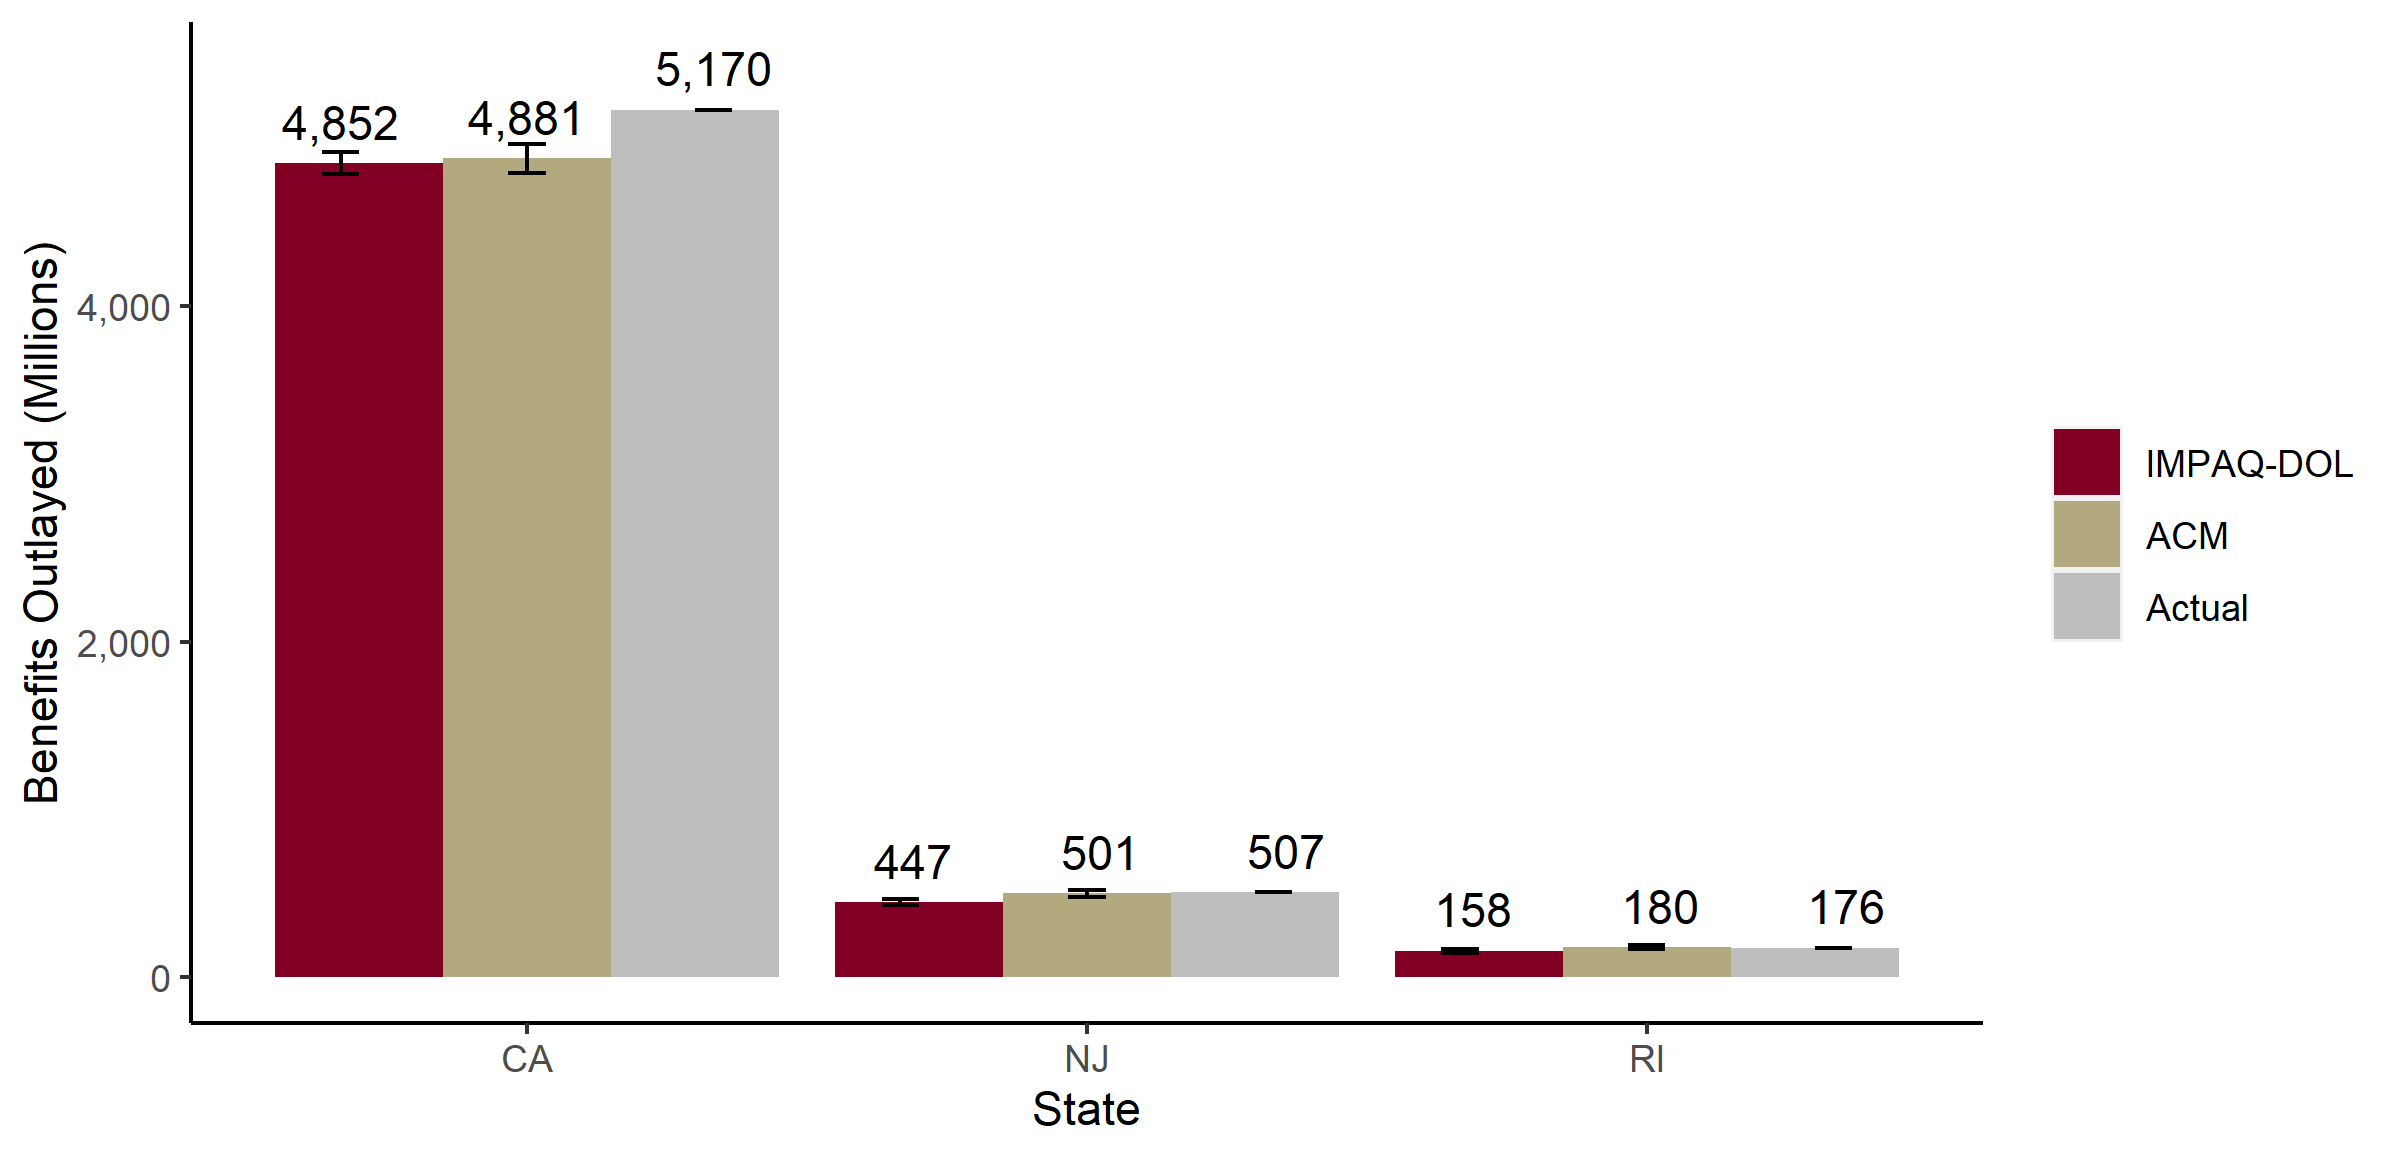 Benefits Outlayed (Millions)
4,000
2,000
0
4,852
4,881
5,170
447
501
507
158
180
176
CA
NJ
RI
State
IMPAQ-DOL
ACM
Actual